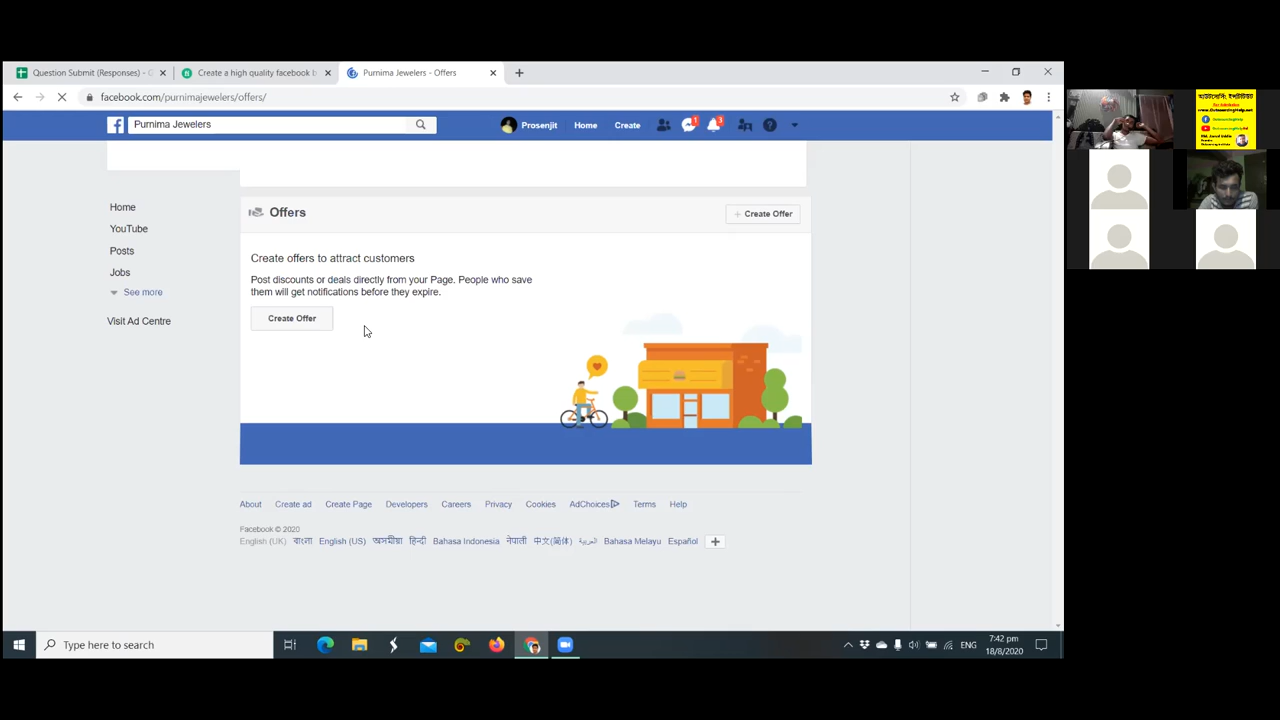 Question Submit (Responses) - G
Create a high quality facebook b
Purnima Jewelers - Offers
facebook.com/purnimajewelers/offers/
Purnima Jewelers
Prosenjit
Home
Create
1
3
Offers
+ Create Offer
Home
YouTube
Posts
Jobs
See more
Visit Ad Centre
Create offers to attract customers
Post discounts or deals directly from your Page. People who save
them will get notifications before they expire.
Create Offer
About Create ad Create Page Developers Careers Privacy Cookies AdChoices Terms Help
Facebook © 2020
English (UK) বাংলা English (US) অসমীয়া हिन्दी Bahasa Indonesia नेपाली 中文(简体) العربية Bahasa Melayu Español
Type here to search
ENG
7:42 pm
18/8/2020